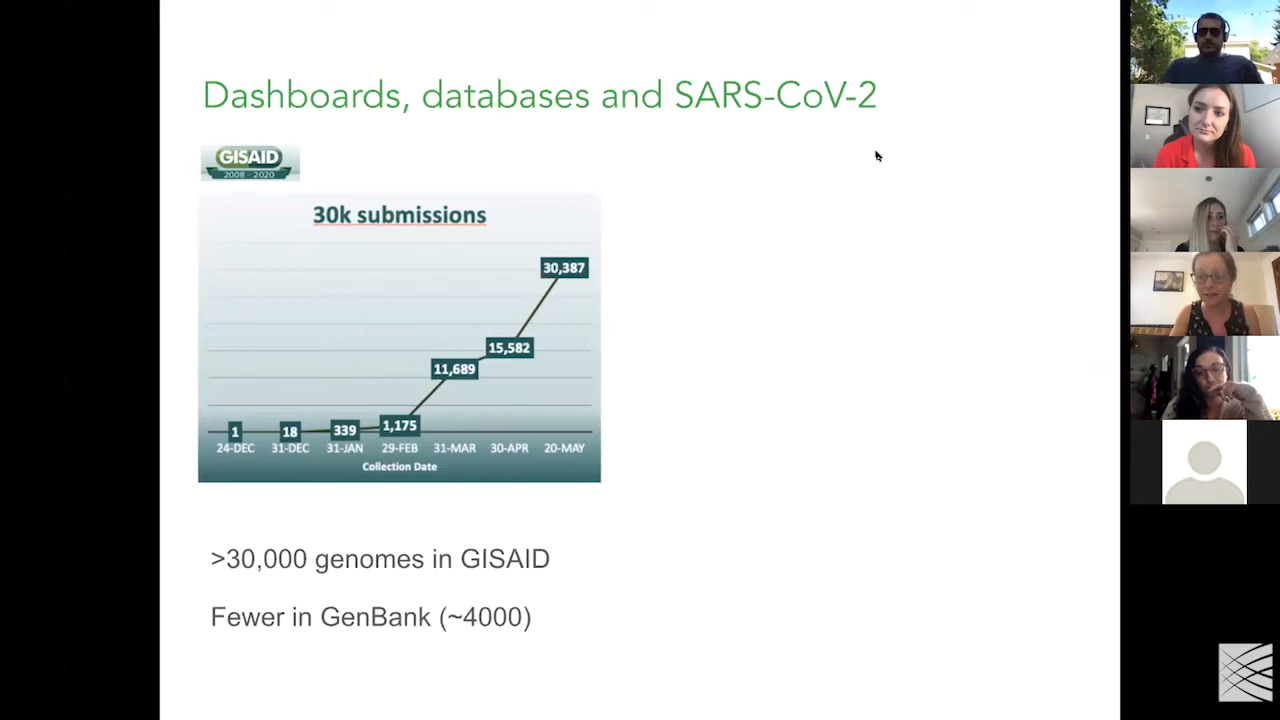 Dashboards, databases and SARS-CoV-2
GISAID
2008 - 2020
30k submissions
30,387
15,582
11,689
1,175
339
18
1
24-DEC 31-DEC 31-JAN 29-FEB 31-MAR 30-APR 20-MAY
Collection Date
>30,000 genomes in GISAID
Fewer in GenBank (~4000)